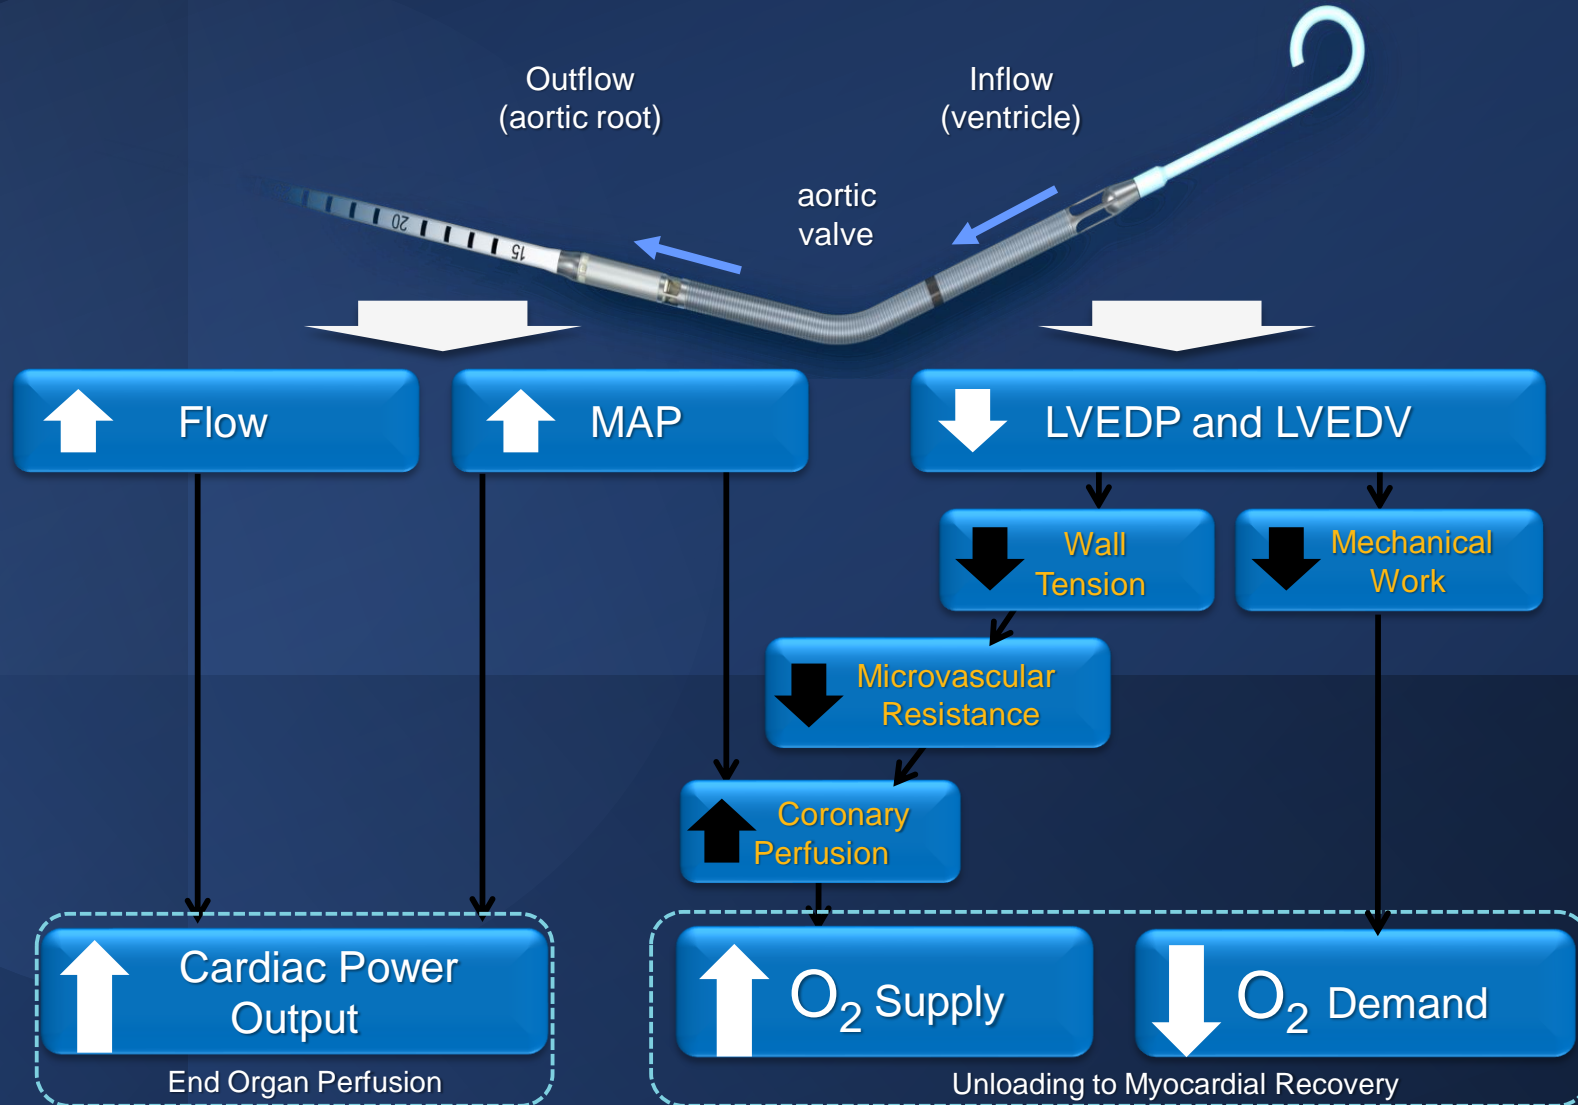 Outflow
(aortic root)
Inflow
(ventricle)
aortic
valve
20
15
Flow
MAP
LVEDP and LVEDV
Wall
Tension
Mechanical
Work
Microvascular
Resistance
Coronary
Perfusion
Cardiac Power
Output
O₂ Supply
O₂ Demand
End Organ Perfusion
Unloading to Myocardial Recovery